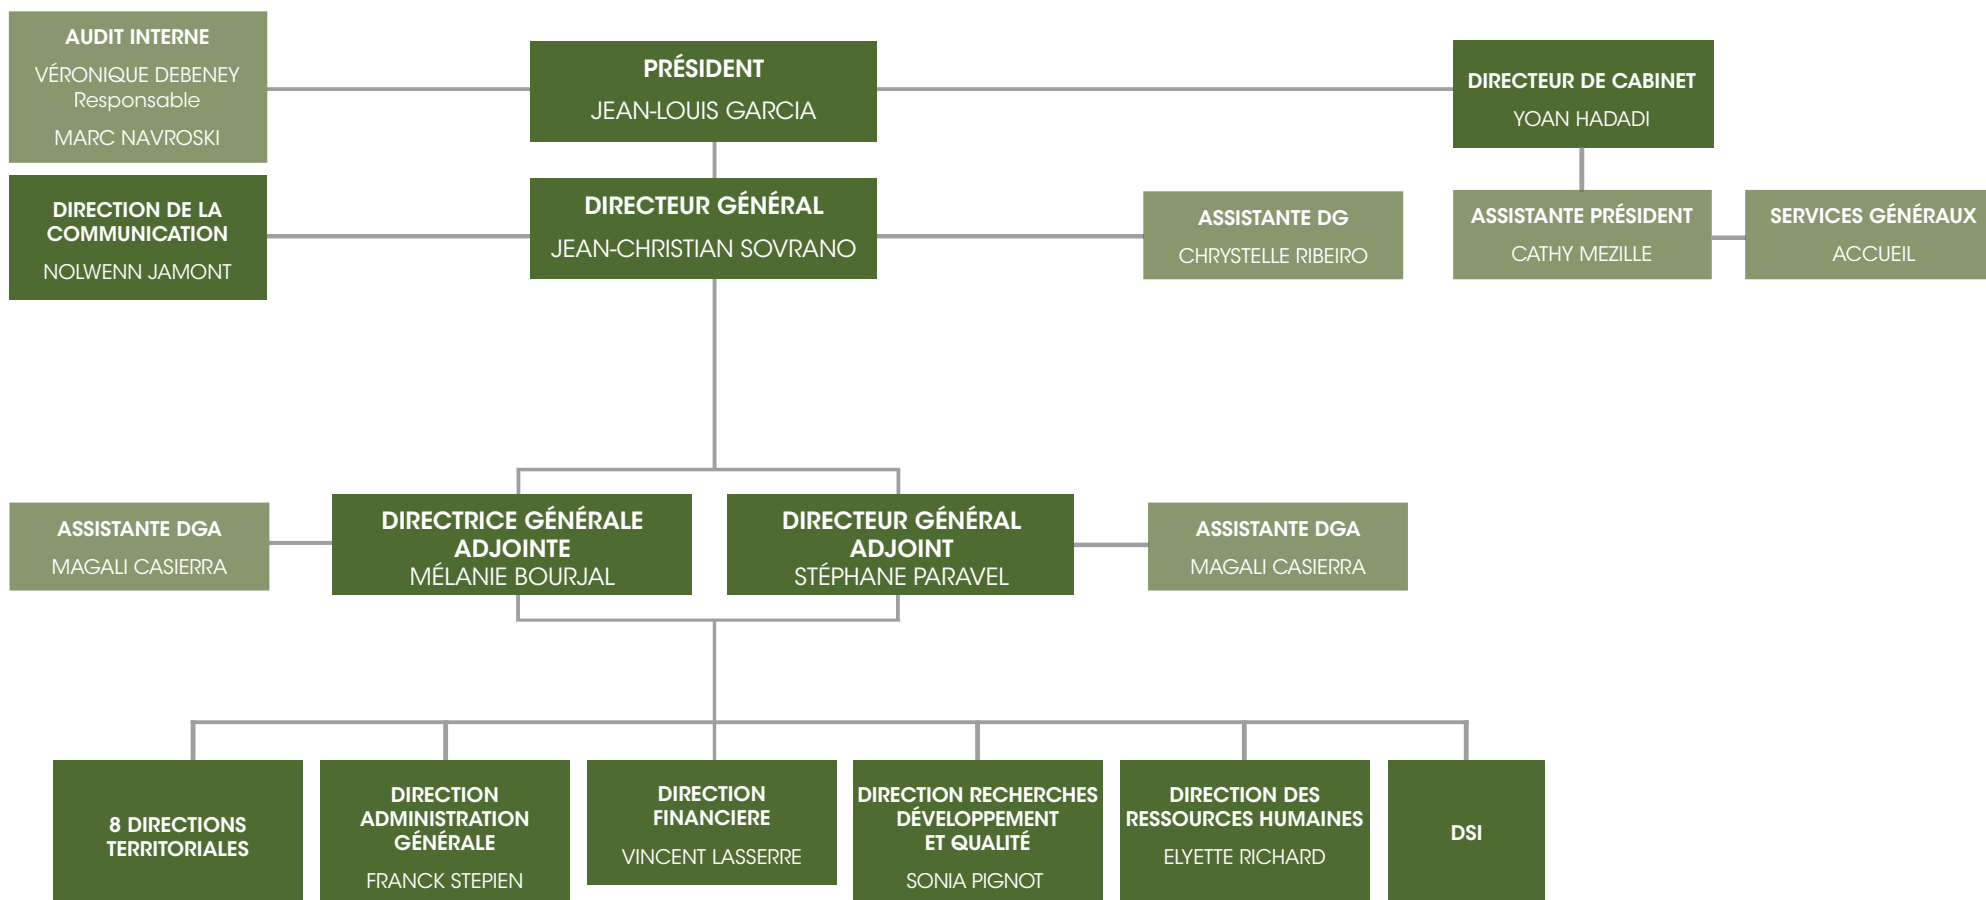 AUDIT INTERNE
VÉRONIQUE DEBENEY
Responsable
MARC NAVROSKI
PRÉSIDENT
JEAN-LOUIS GARCIA
DIRECTEUR DE CABINET
YOAN HADADI
DIRECTION DE LA
COMMUNICATION
NOLWENN JAMONT
DIRECTEUR GÉNÉRAL
JEAN-CHRISTIAN SOVRANO
ASSISTANTE DG
CHRYSTELLE RIBEIRO
ASSISTANTE PRÉSIDENT
CATHY MEZILLE
SERVICES GÉNÉRAUX
ACCUEIL
ASSISTANTE DGA
MAGALI CASIERRA
DIRECTRICE GÉNÉRALE
ADJOINTE
MÉLANIE BOURJAL
DIRECTEUR GÉNÉRAL
ADJOINT
STÉPHANE PARAVEL
ASSISTANTE DGA
MAGALI CASIERRA
8 DIRECTIONS
TERRITORIALES
DIRECTION
ADMINISTRATION
GÉNÉRALE
FRANCK STEPIEN
DIRECTION
FINANCIERE
VINCENT LASSERRE
DIRECTION RECHERCHES
DÉVELOPPEMENT
ET QUALITÉ
SONIA PIGNOT
DIRECTION DES
RESSOURCES HUMAINES
ELYETTE RICHARD
DSI